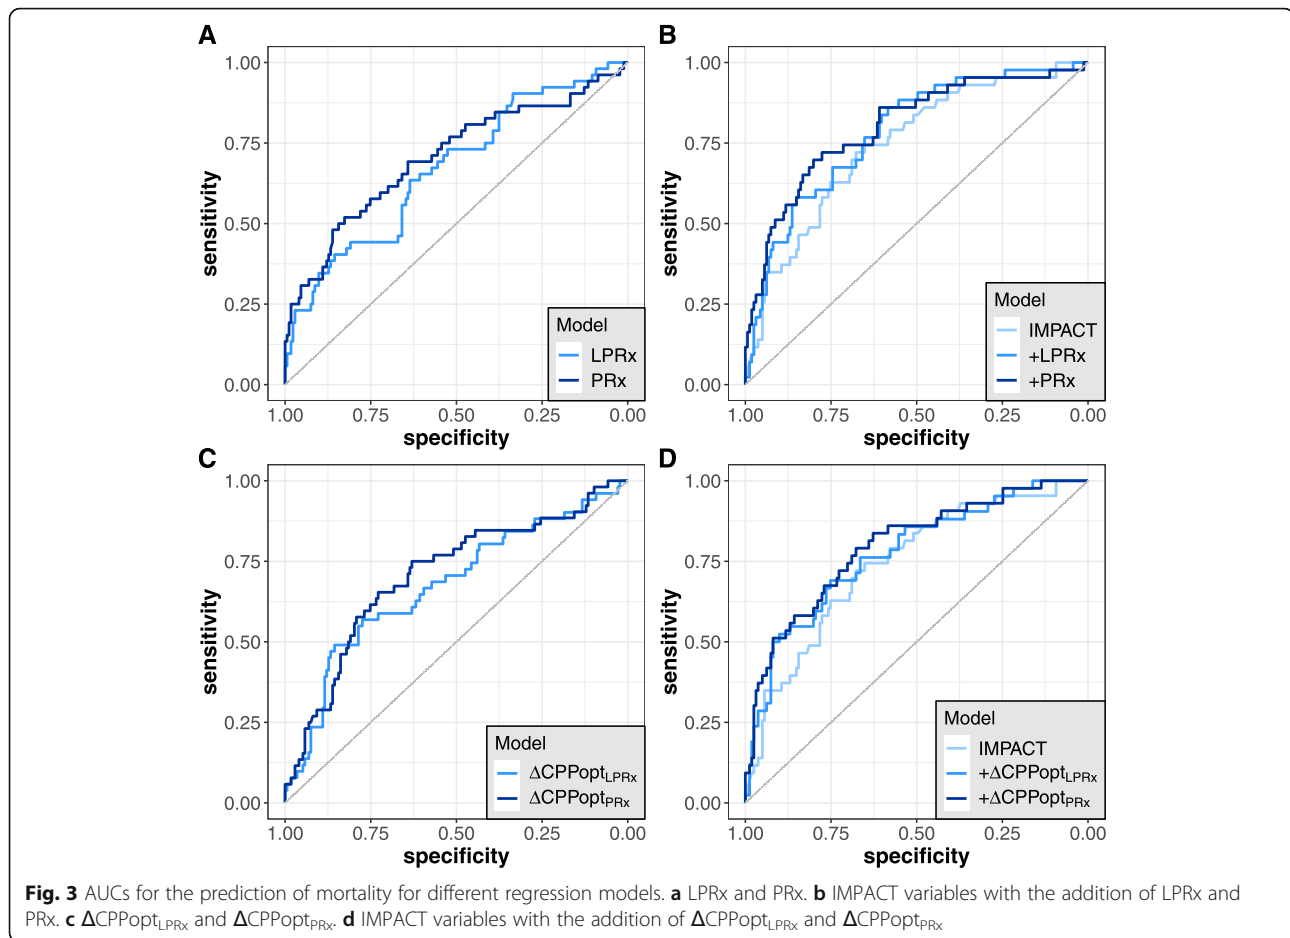 A
1.00
0.75
0.50
0.25
0.00
sensitivity
1.00 0.75 0.50 0.25 0.00
specificity
Model
LPRx
PRx
B
1.00
0.75
0.50
0.25
0.00
sensitivity
1.00 0.75 0.50 0.25 0.00
specificity
Model
IMPACT
+LPRx
+PRx
C
1.00
0.75
0.50
0.25
0.00
sensitivity
1.00 0.75 0.50 0.25 0.00
specificity
Model
ΔCPPoptLPRx
ΔCPPoptPRx
D
1.00
0.75
0.50
0.25
0.00
sensitivity
1.00 0.75 0.50 0.25 0.00
specificity
Model
IMPACT
+ΔCPPoptLPRx
+ΔCPPoptPRx
Fig. 3 AUCs for the prediction of mortality for different regression models. a LPRx and PRx. b IMPACT variables with the addition of LPRx and
PRx. c ΔCPPoptLPRx and ΔCPPoptPRx. d IMPACT variables with the addition of ΔCPPoptLPRx and ΔCPPoptPRx